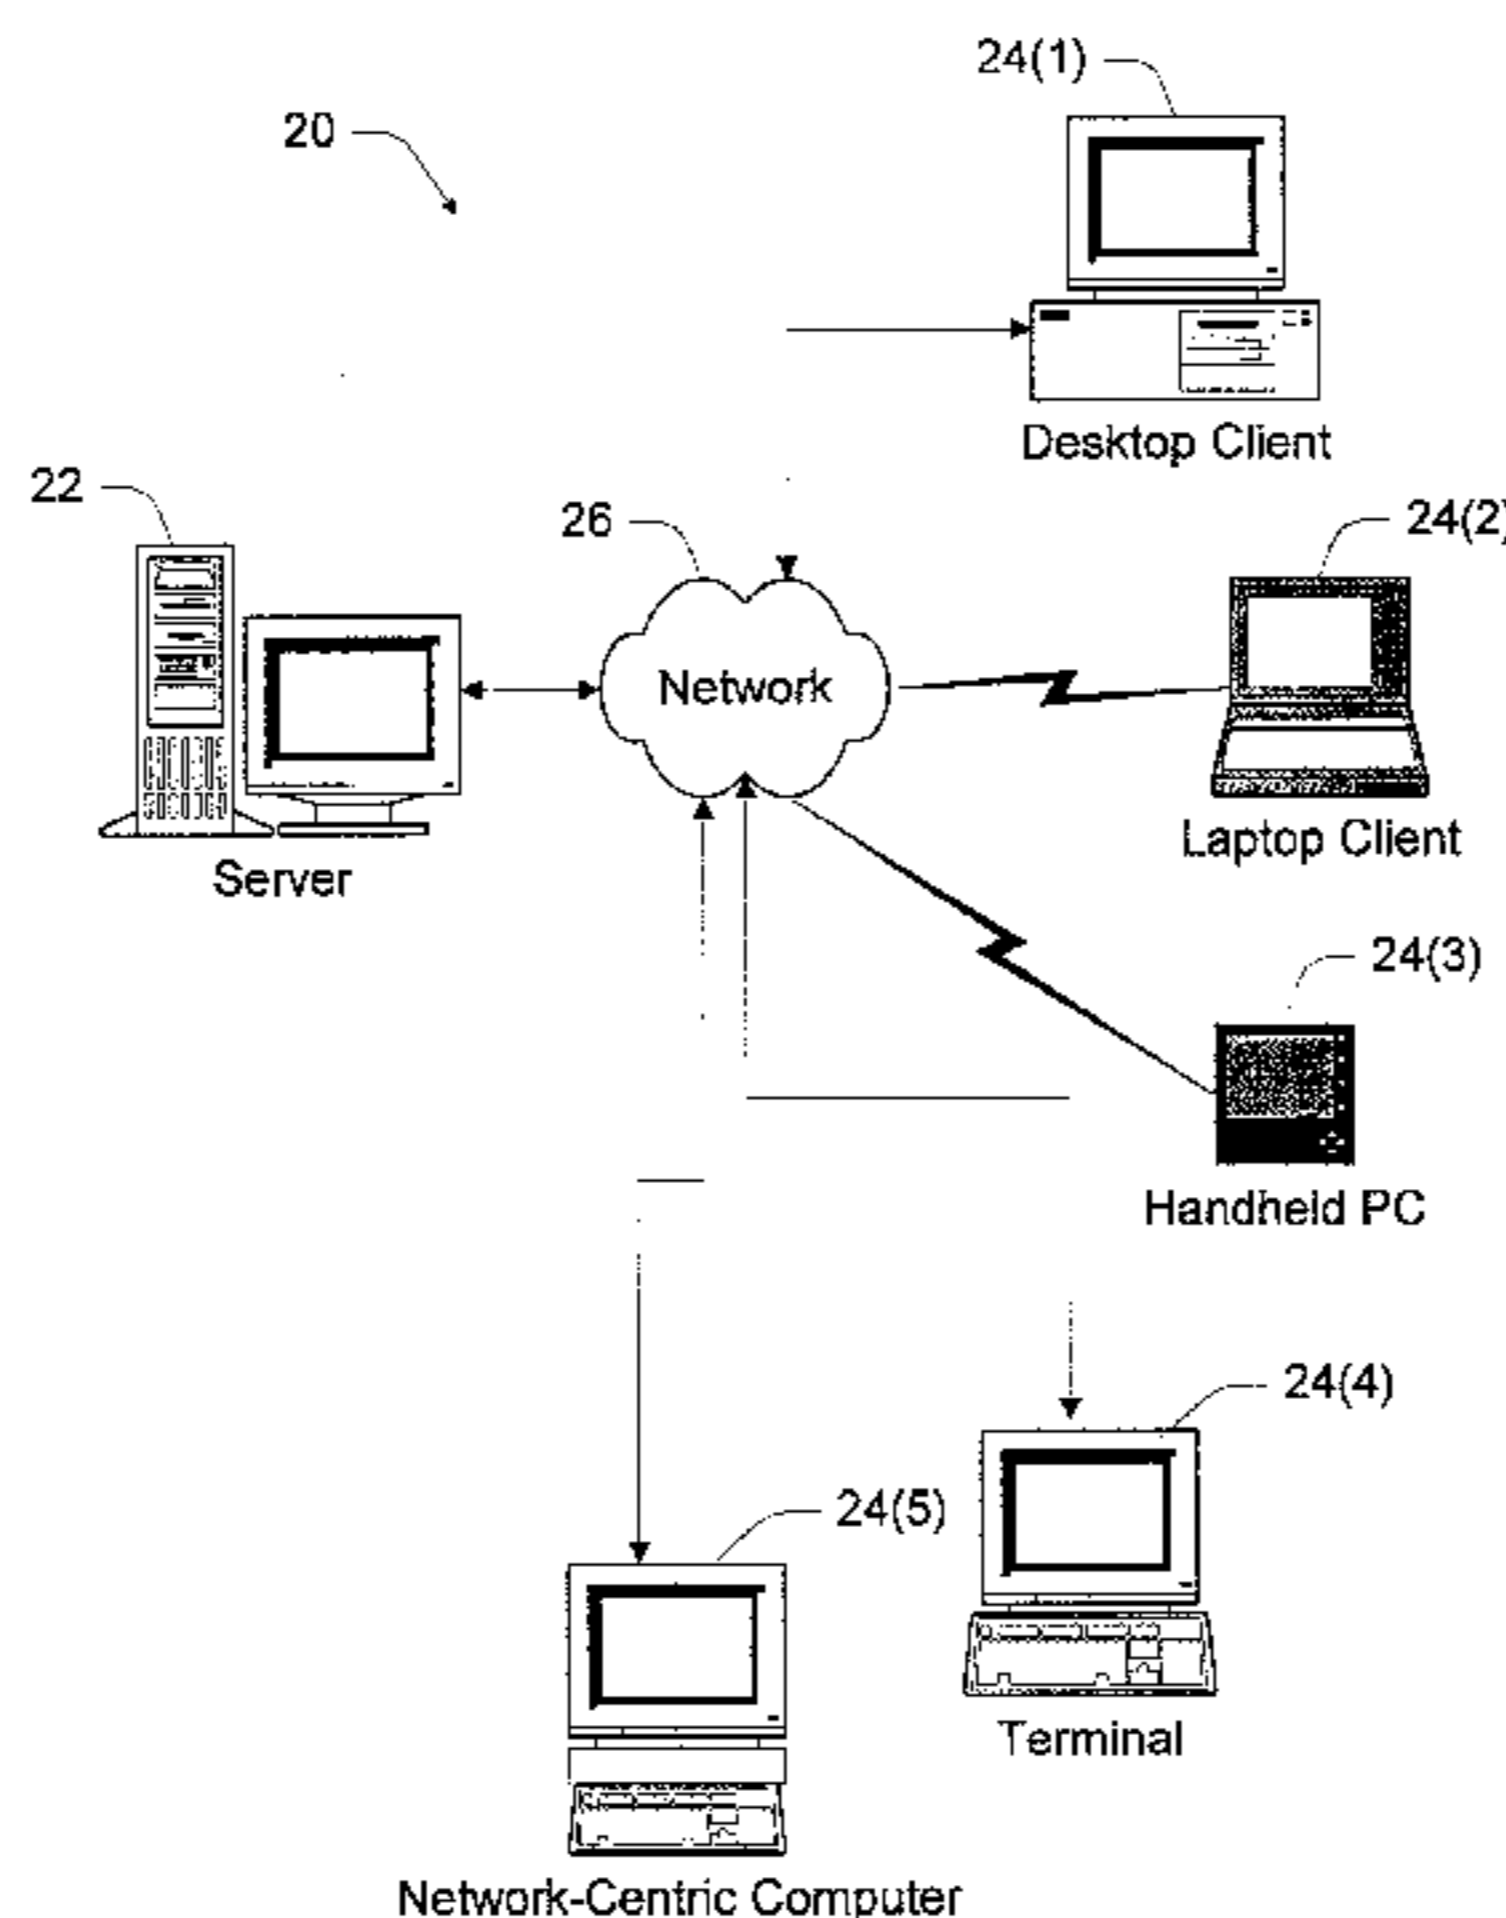 24(1)
20
Desktop Client
22
26
24(2)
Network
Laptop Client
Server
24(3)
Handheld PC
24(4)
24(5)
Terminal
Network-Centric Computer